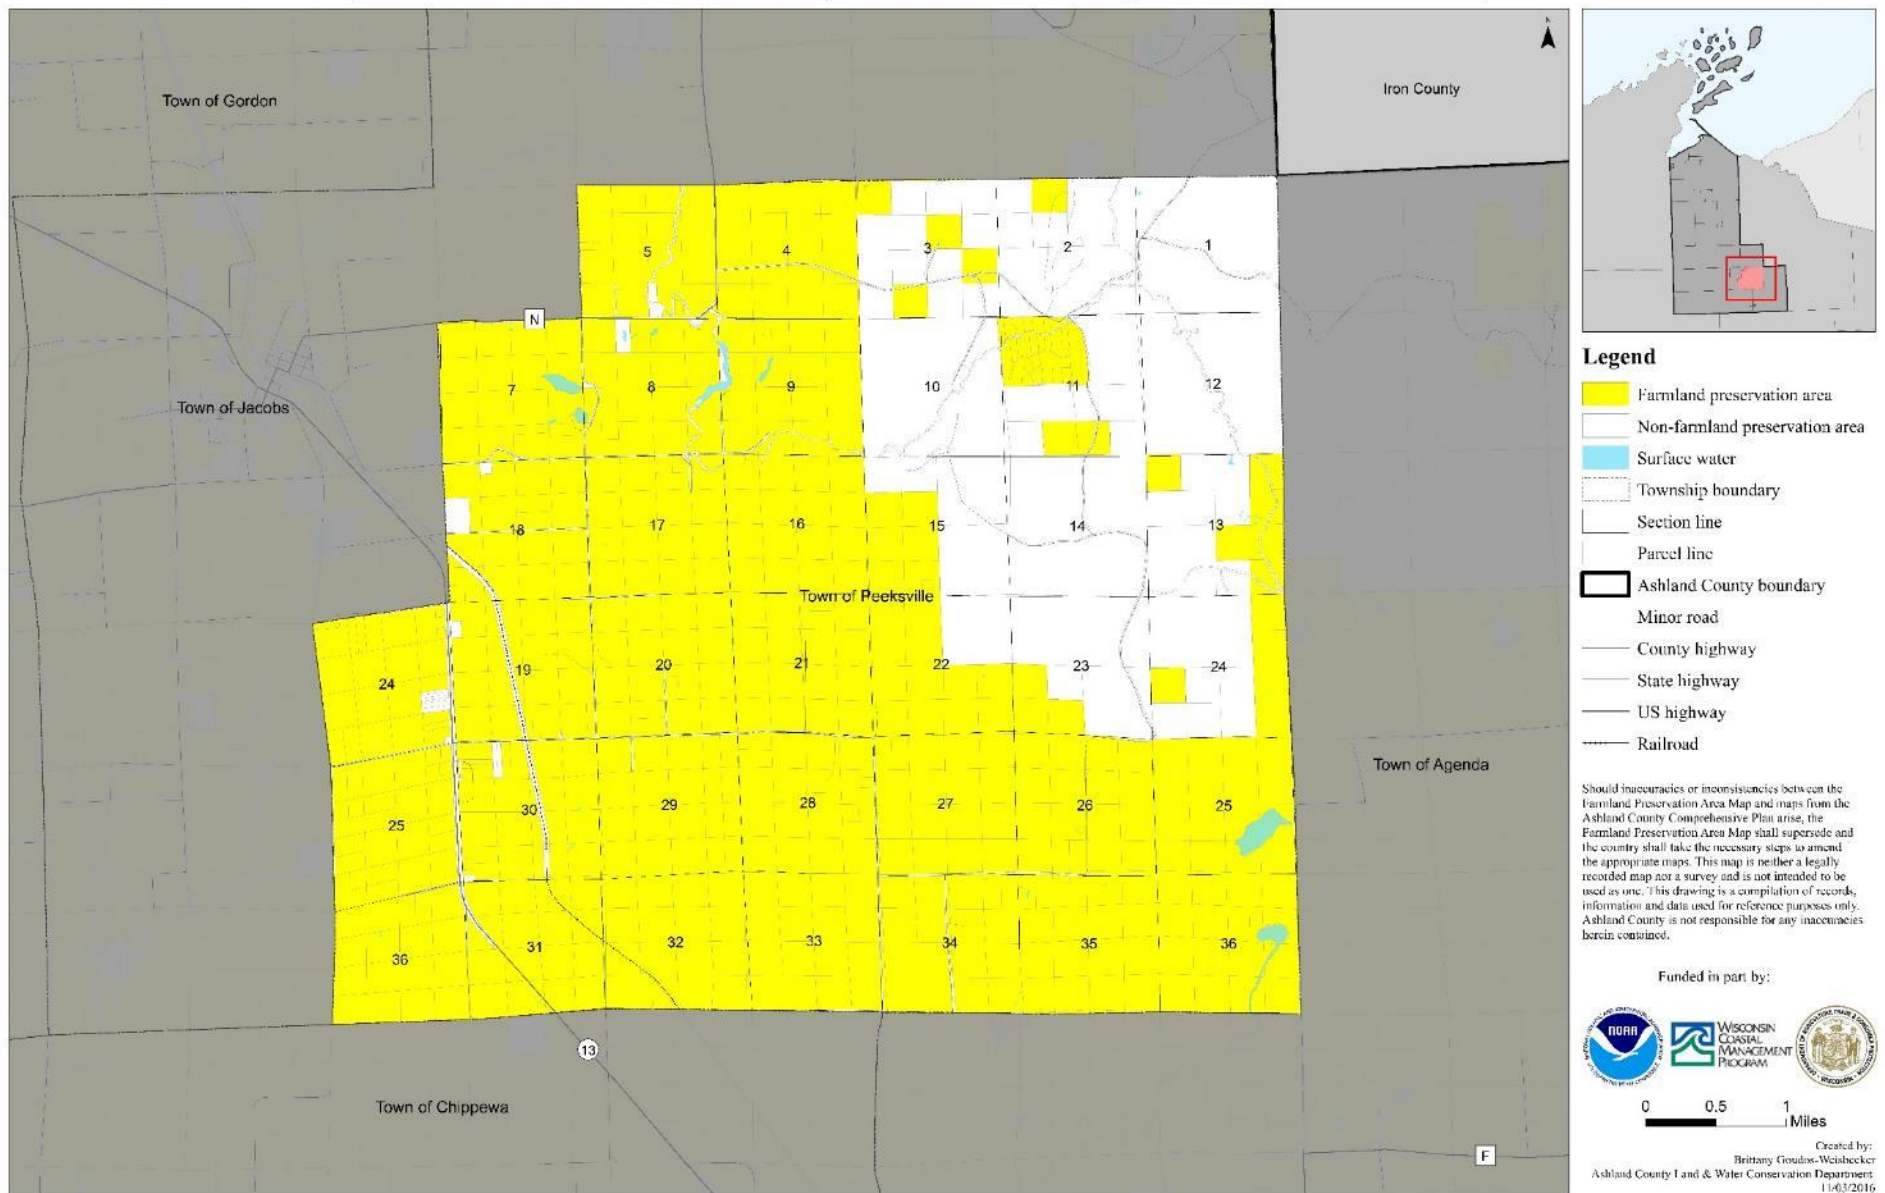 Town of Gordon
Iron County
5
4
3
2
1
N
7
8
9
10
11
12
Town of Jacobs
18
17
16
15
14
13
Town of Peeksville
24
19
20
21
22
23
24
Town of Agenda
25
30
29
28
27
26
25
36
31
32
33
34
35
36
13
Town of Chippewa
F
Legend
Farmland preservation area
Non-farmland preservation area
Surface water
Township boundary
Section line
Parcel line
Ashland County boundary
Minor road
County highway
State highway
US highway
Railroad
Should inaccuracies or inconsistencies between the
Farmland Preservation Area Map and maps from the
Ashland County Comprehensive Plan arise, the
Farmland Preservation Area Map shall supersede and
the country shall take the necessary steps to amend
the appropriate maps. This map is neither a legally
recorded map nor a survey and is not intended to be
used as one. This drawing is a compilation of records,
information and data used for reference purposes only.
Ashland County is not responsible for any inaccuracies
herein contained.
Funded in part by:
NOAA
WISCONSIN
COASTAL
MANAGEMENT
PROGRAM
0 0.5 1
Miles
Created by:
Brittany Goudos-Weisbecker
Ashland County Land & Water Conservation Department
11/03/2016